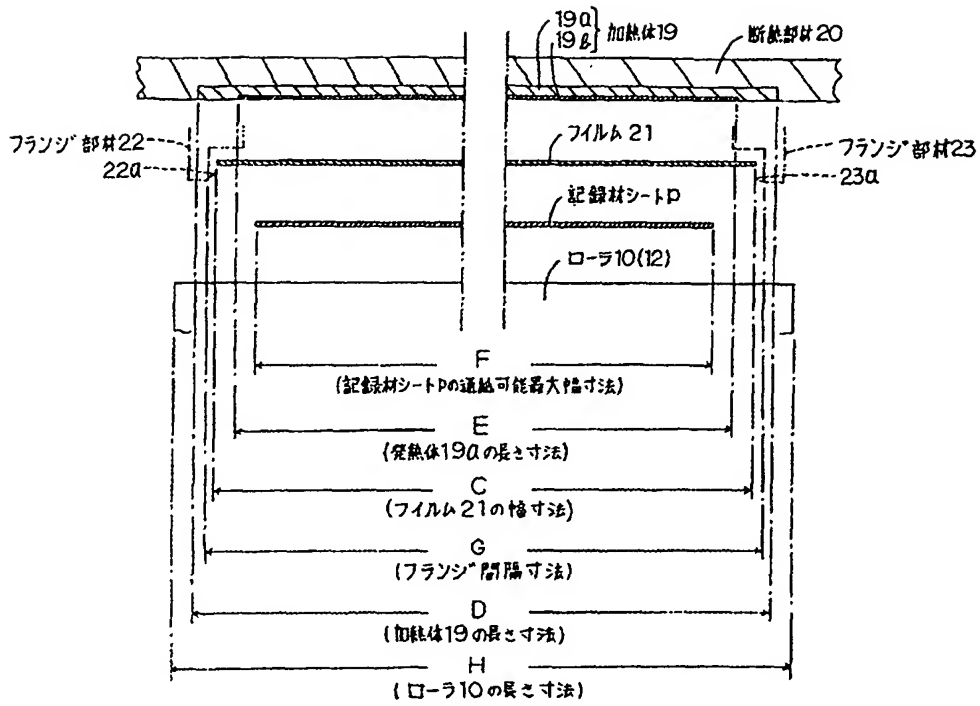 19a
19b } 加熱体19
断熱部材20
フランジ部材22
22a
フイルム21
フランジ部材23
23a
記録材シートP
ローラ10(12)
F
(記録材シートPの通紙可能最大幅寸法)
E
(発熱体19aの長さ寸法)
C
(フイルム21の幅寸法)
G
(フランジ間隔寸法)
D
(加熱体19の長さ寸法)
H
(ローラ10の長さ寸法)